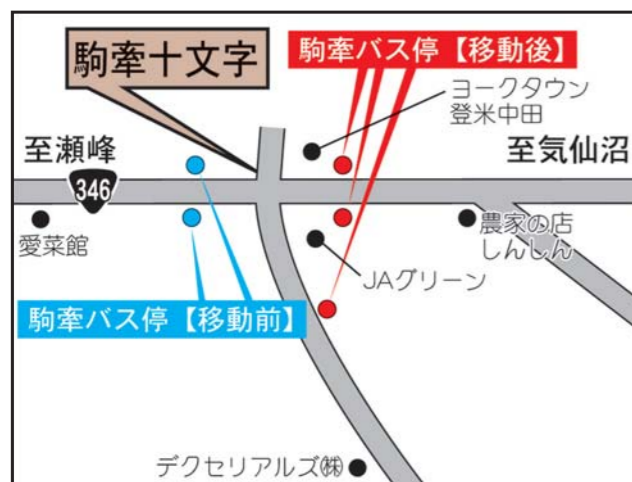 駒牽十文字
駒牽バス停【移動後】
ヨークタウン
登米中田
至瀬峰
至気仙沼
346
愛菜館
農家の店
しんしん
JAグリーン
駒牽バス停【移動前】
デクセリアルズ㈱